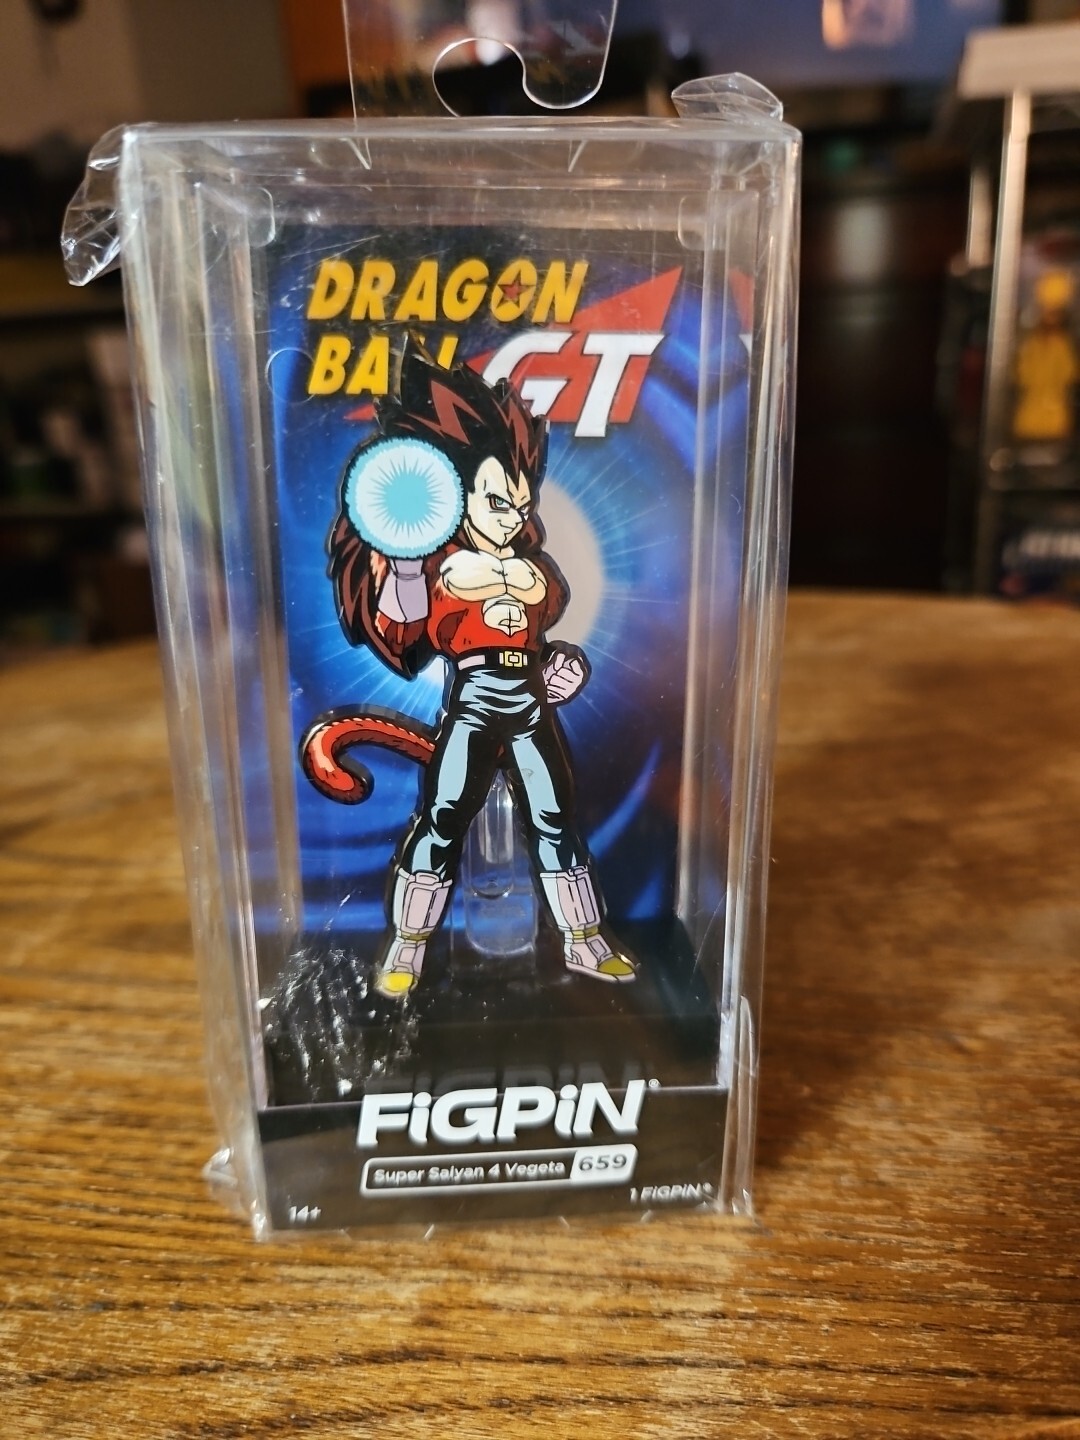 DRAGON
BALL GT
FiGPiN®
Super Saiyan 4 Vegeta 659
14+
1 FiGPiN®